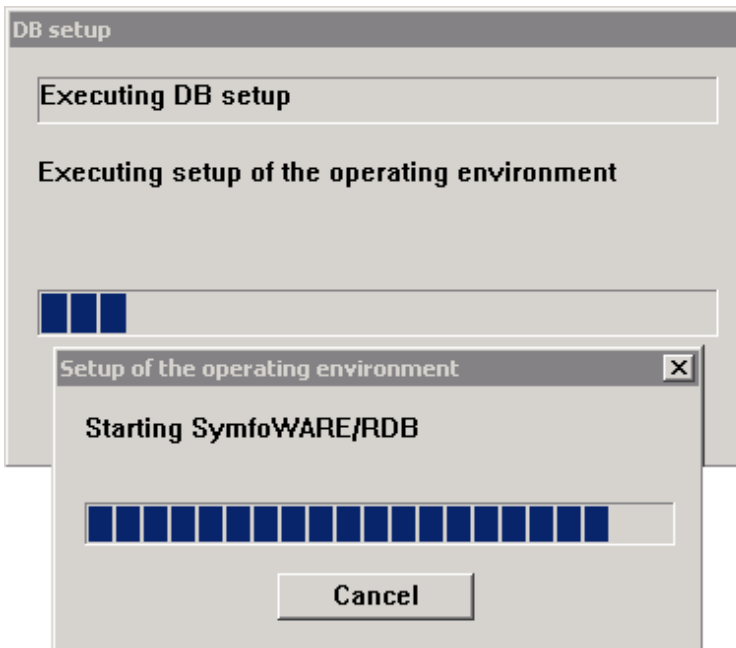 DB setup
Executing DB setup
Executing setup of the operating environment
Setup of the operating environment
Starting SymfoWARE/RDB
Cancel